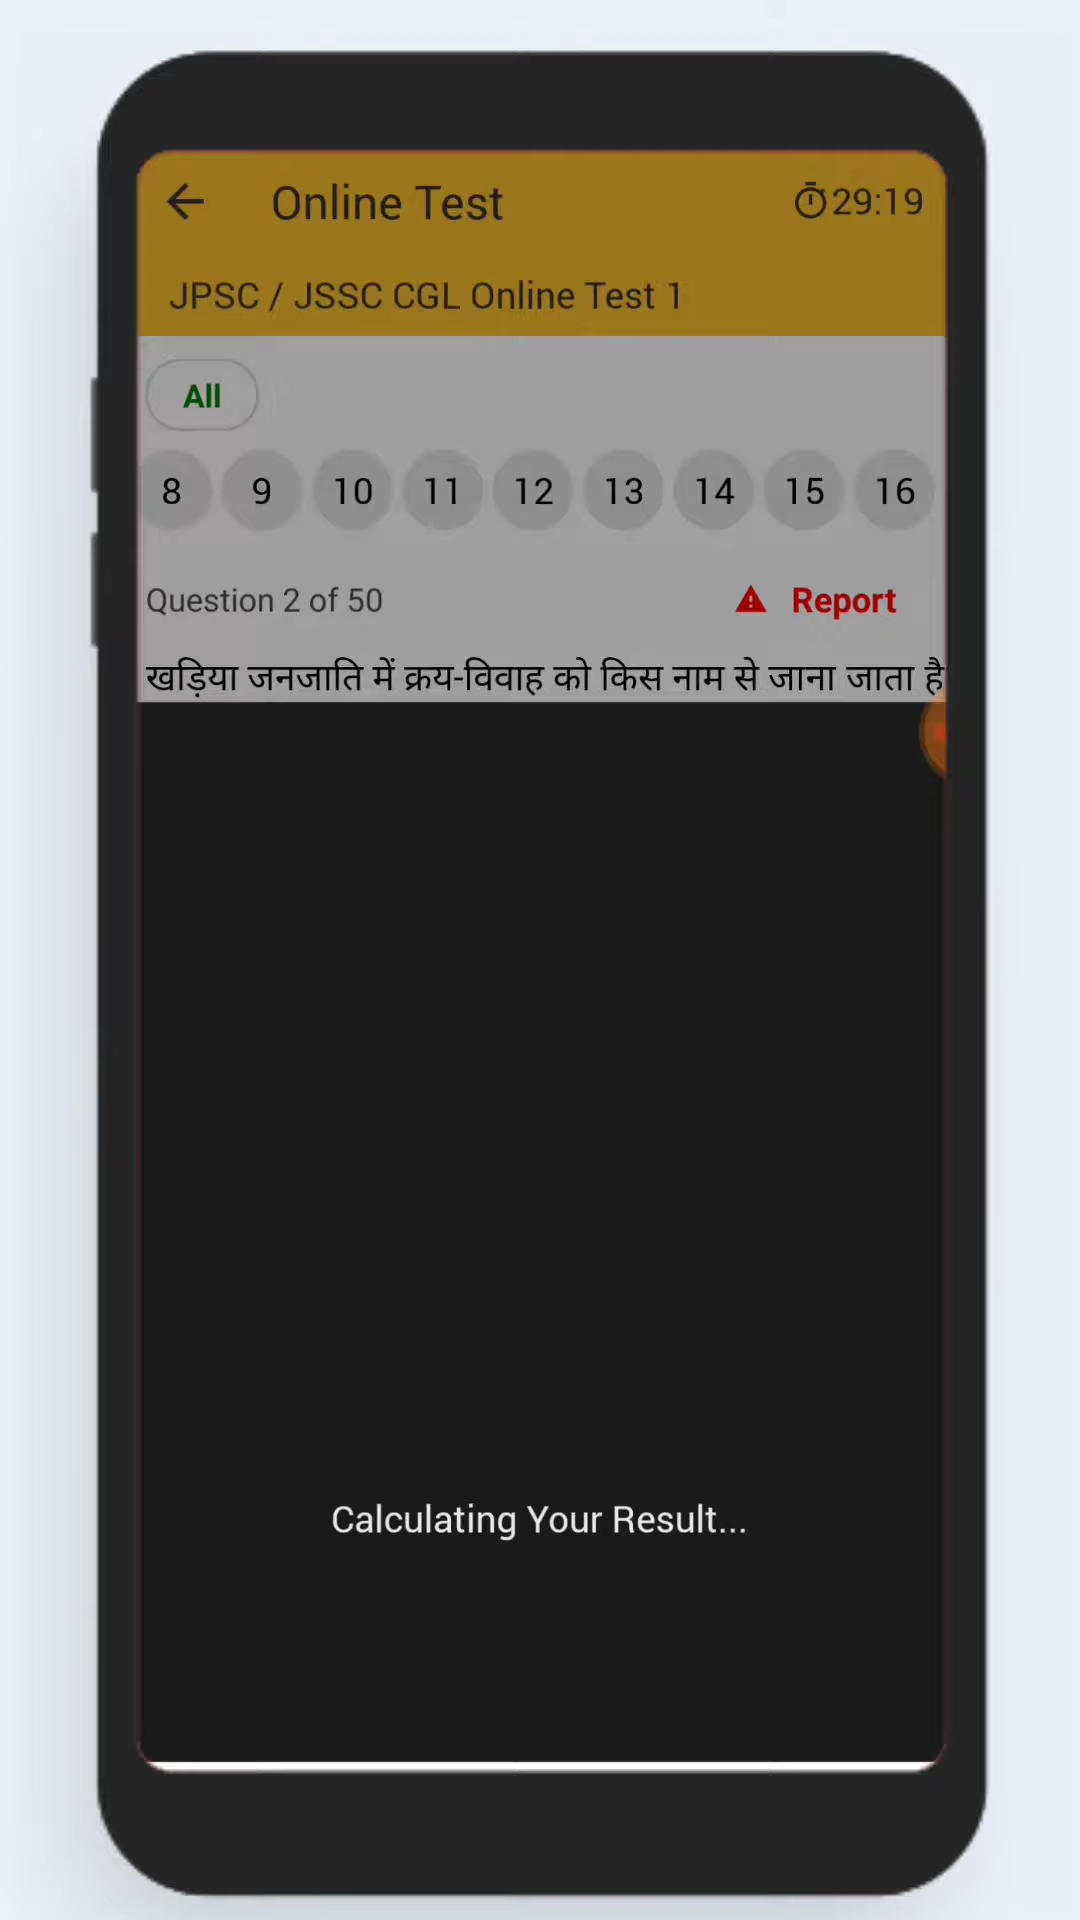 Online Test
29:19
JPSC / JSSC CGL Online Test 1
All
8 9 10 11 12 13 14 15 16
Question 2 of 50
Report
खड़िया जनजाति में क्रय-विवाह को किस नाम से जाना जाता है
Calculating Your Result...